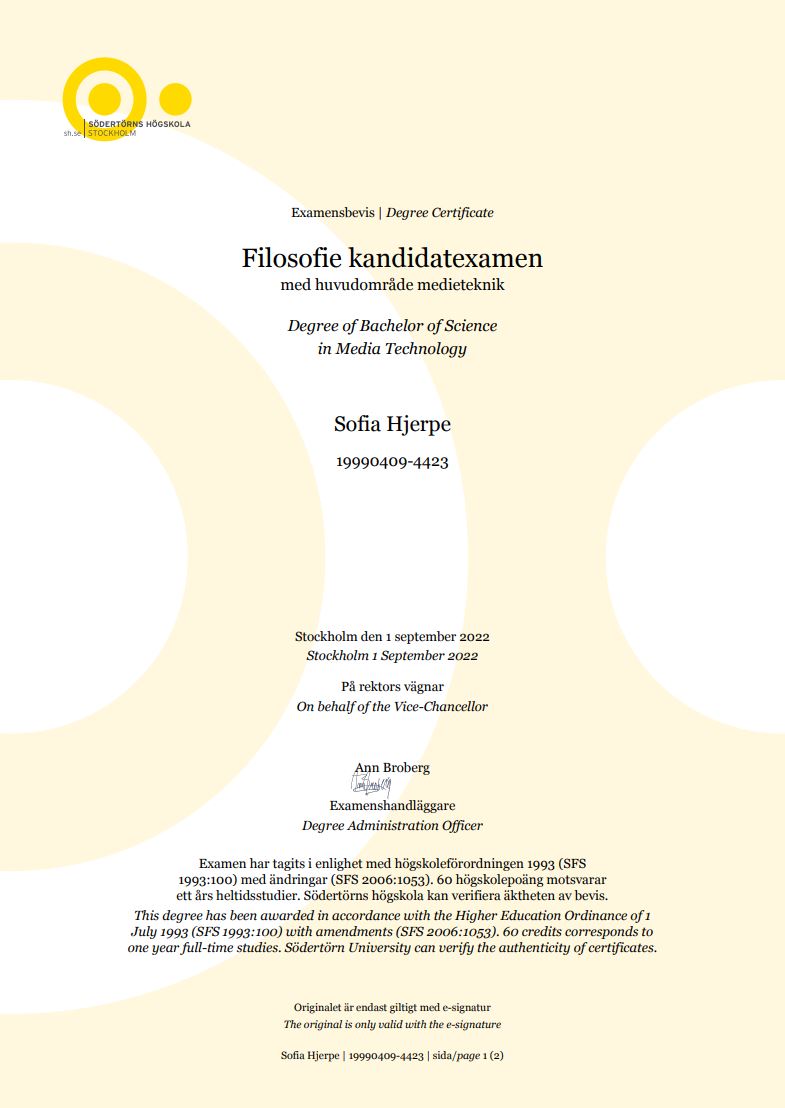 sh.se
SÖDERTÖRNS HÖGSKOLA
STOCKHOLM
Examensbevis | Degree Certificate
Filosofie kandidatexamen
med huvudområde medieteknik
Degree of Bachelor of Science
in Media Technology
Sofia Hjerpe
19990409-4423
Stockholm den 1 september 2022
Stockholm 1 September 2022
På rektors vägnar
On behalf of the Vice-Chancellor
Ann Broberg
Examenshandläggare
Degree Administration Officer
Examen har tagits i enlighet med högskoleförordningen 1993 (SFS
1993:100) med ändringar (SFS 2006:1053). 60 högskolepoäng motsvarar
ett års heltidsstudier. Södertörns högskola kan verifiera äktheten av bevis.
This degree has been awarded in accordance with the Higher Education Ordinance of 1
July 1993 (SFS 1993:100) with amendments (SFS 2006:1053). 60 credits corresponds to
one year full-time studies. Södertörn University can verify the authenticity of certificates.
Originalet är endast giltigt med e-signatur
The original is only valid with the e-signature
Sofia Hjerpe | 19990409-4423 | sida/page 1 (2)